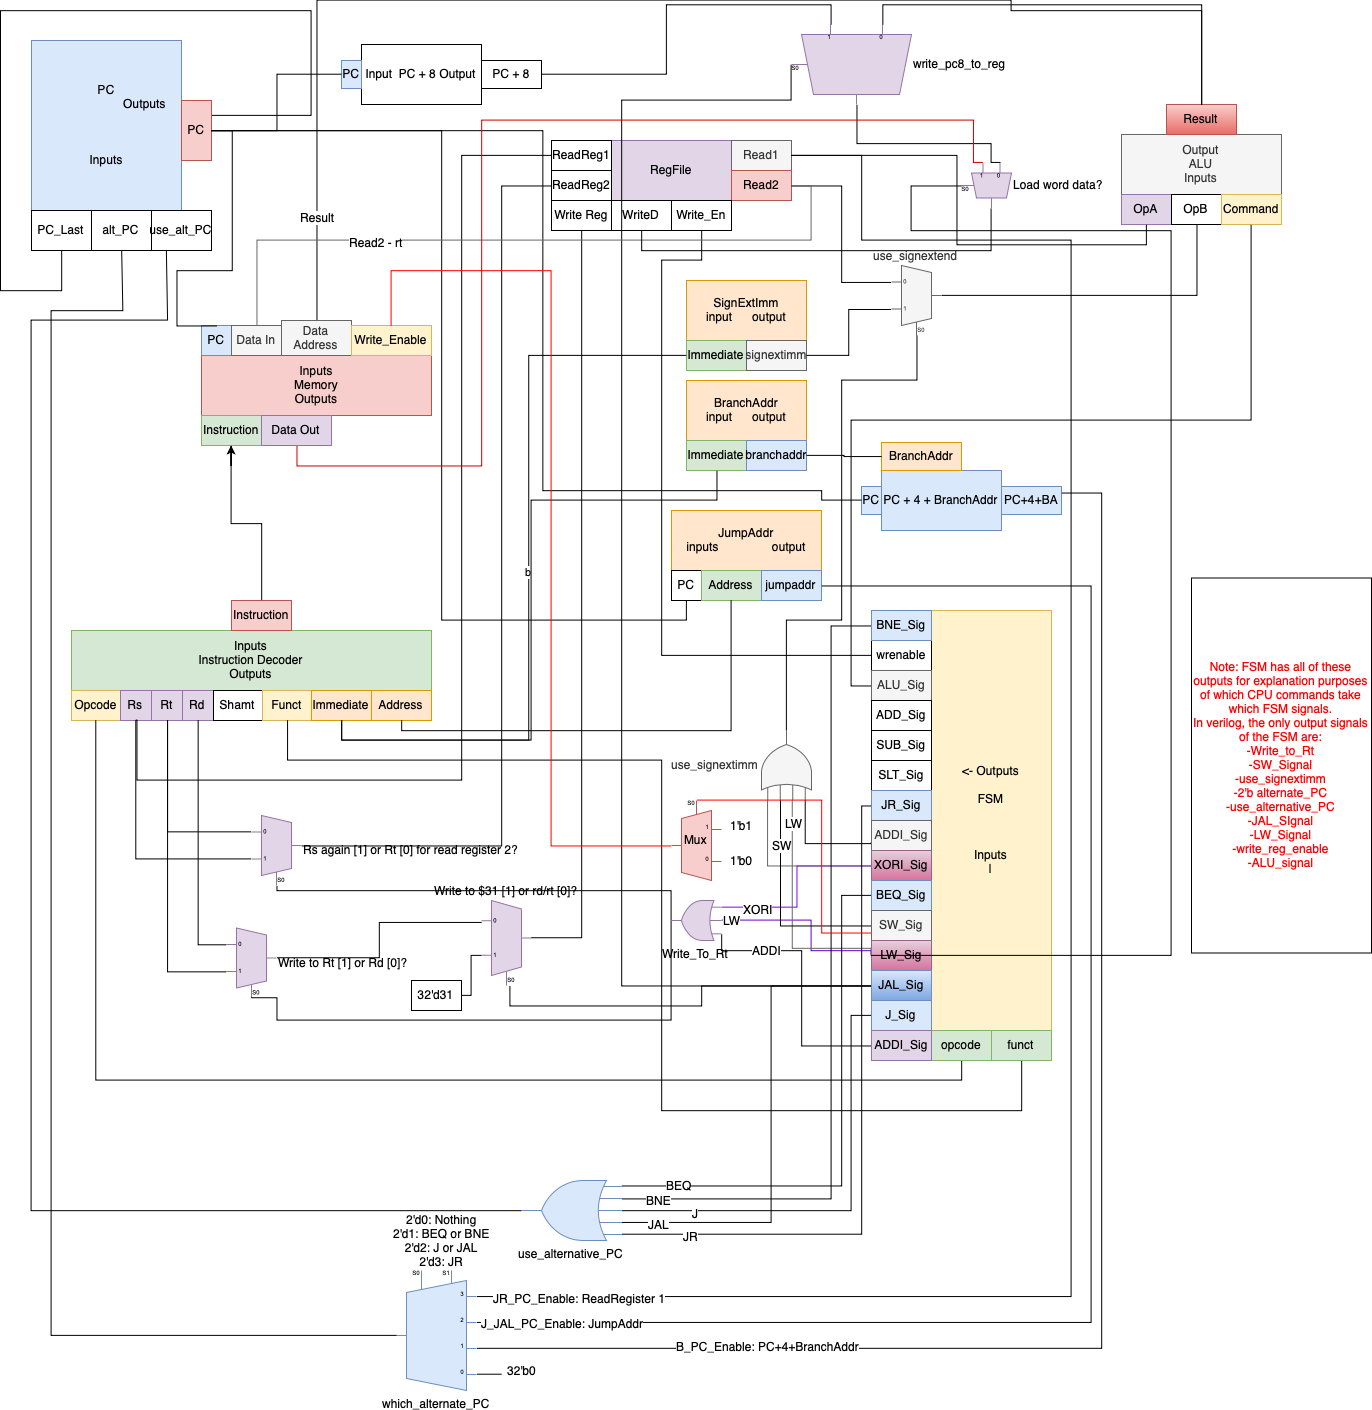 PC
Outputs
Inputs
PC
PC_Last
alt_PC
use_alt_PC
PC
Input
PC + 8
Output
PC + 8
1
0
S0
write_pc8_to_reg
ReadReg1
ReadReg2
Write Reg
RegFile
WriteD
Write_En
Read1
Read2
1
0
S0
Load word data?
Result
Output
ALU
Inputs
OpA
OpB
Command
Result
Read2 - rt
use_signextend
0
1
S0
SignExtImm
input
output
Immediate
signextimm
PC
Data In
Data
Address
Write_Enable
Inputs
Memory
Outputs
Instruction
Data Out
BranchAddr
input
output
Immediate
branchaddr
BranchAddr
PC
PC + 4 + BranchAddr
PC+4+BA
JumpAddr
inputs
output
PC
Address
jumpaddr
b
Instruction
Inputs
Instruction Decoder
Outputs
Opcode
Rs
Rt
Rd
Shamt
Funct
Immediate
Address
BNE_Sig
wrenable
ALU_Sig
ADD_Sig
SUB_Sig
SLT_Sig
JR_Sig
ADDI_Sig
XORI_Sig
BEQ_Sig
SW_Sig
LW_Sig
JAL_Sig
J_Sig
ADDI_Sig
<- Outputs
FSM
Inputs
|
opcode
funct
Note: FSM has all of these
outputs for explanation purposes
of which CPU commands take
which FSM signals.
In verilog, the only output signals
of the FSM are:
-Write_to_Rt
-SW_Signal
-use_signextimm
-2'b alternate_PC
-use_alternative_PC
-JAL_SIgnal
-LW_Signal
-write_reg_enable
-ALU_signal
use_signextimm
LW
SW
S0
Mux
1
0
1'b1
1'b0
0
1
S0
Rs again [1] or Rt [0] for read register 2?
Write to $31 [1] or rd/rt [0]?
0
1
S0
XORI
LW
ADDI
Write_To_Rt
0
1
S0
Write to Rt [1] or Rd [0]?
32'd31
BEQ
BNE
J
JAL
JR
use_alternative_PC
2'd0: Nothing
2'd1: BEQ or BNE
2'd2: J or JAL
2'd3: JR
S0
S1
3
2
1
0
JR_PC_Enable: ReadRegister 1
J_JAL_PC_Enable: JumpAddr
B_PC_Enable: PC+4+BranchAddr
32'b0
which_alternate_PC